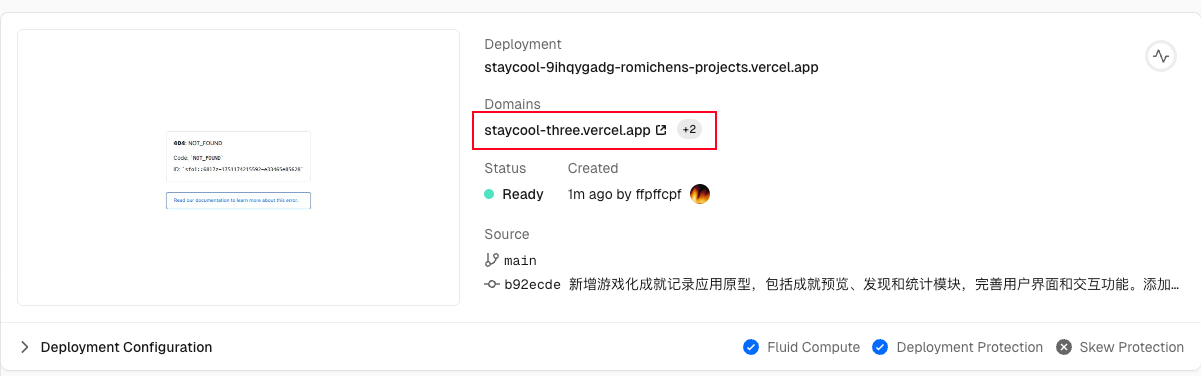 Deployment
staycool-9ihqygadg-romichens-projects.vercel.app
Domains
staycool-three.vercel.app +2
Status Created
Ready 1m ago by ffpffcpf
Source
main
b92ecde 新增游戏化成就记录应用原型，包括成就预览、发现和统计模块，完善用户界面和交互功能。添加...
404: NOT_FOUND
Code: `NOT_FOUND`
ID: `sfo1::6817z-1751174215592-e33465e85628`
Read our documentation to learn more about this error.
Deployment Configuration
Fluid Compute Deployment Protection Skew Protection